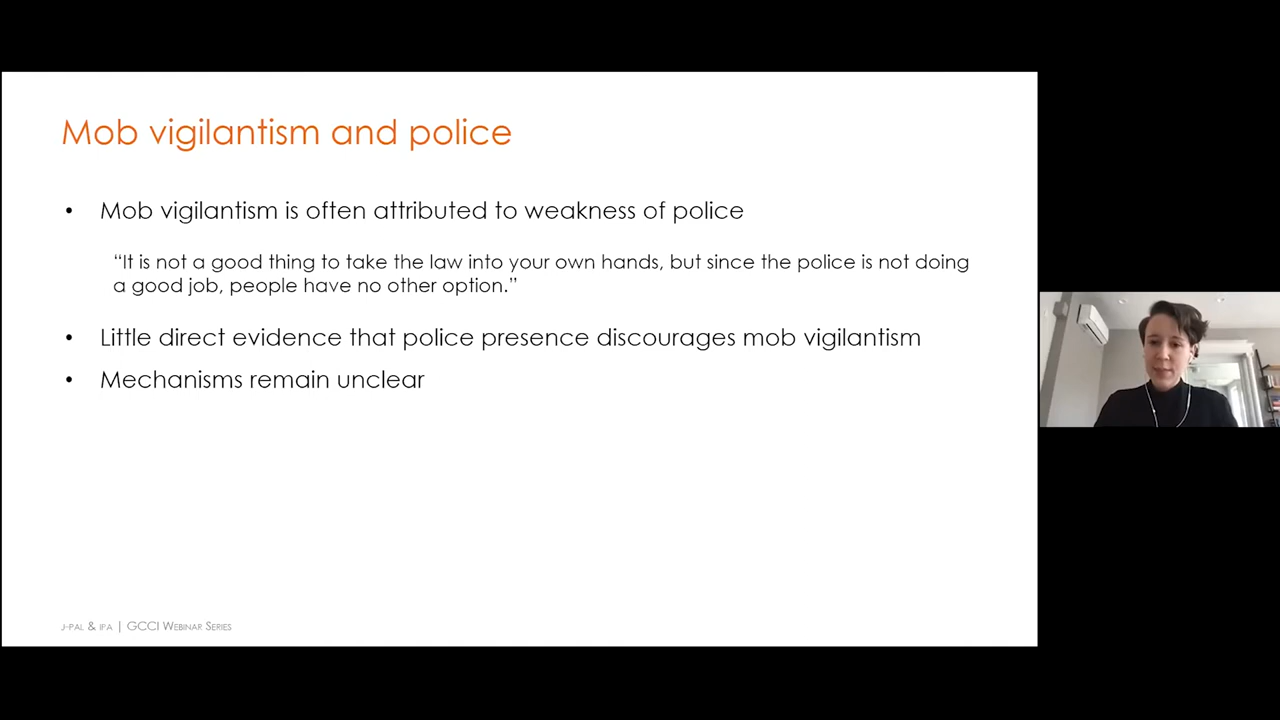 Mob vigilantism and police
• Mob vigilantism is often attributed to weakness of police
“It is not a good thing to take the law into your own hands, but since the police is not doing
a good job, people have no other option.”
• Little direct evidence that police presence discourages mob vigilantism
• Mechanisms remain unclear
J-PAL & IPA | GCCI WEBINAR SERIES